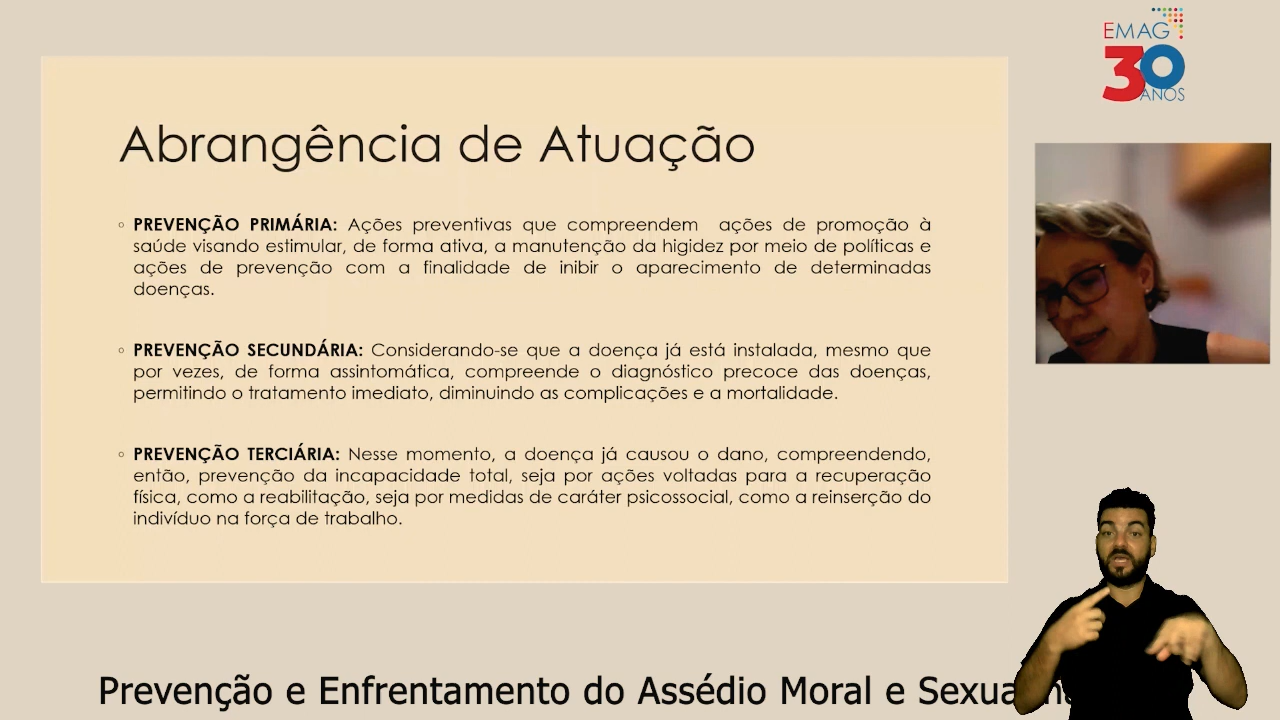 EMAG
30
ANOS
Abrangência de Atuação
◦ PREVENÇÃO PRIMÁRIA: Ações preventivas que compreendem ações de promoção à
saúde visando estimular, de forma ativa, a manutenção da higidez por meio de políticas e
ações de prevenção com a finalidade de inibir o aparecimento de determinadas
doenças.
◦ PREVENÇÃO SECUNDÁRIA: Considerando-se que a doença já está instalada, mesmo que
por vezes, de forma assintomática, compreende o diagnóstico precoce das doenças,
permitindo o tratamento imediato, diminuindo as complicações e a mortalidade.
◦ PREVENÇÃO TERCIÁRIA: Nesse momento, a doença já causou o dano, compreendendo,
então, prevenção da incapacidade total, seja por ações voltadas para a recuperação
física, como a reabilitação, seja por medidas de caráter psicossocial, como a reinserção do
indivíduo na força de trabalho.
Prevenção e Enfrentamento do Assédio Moral e